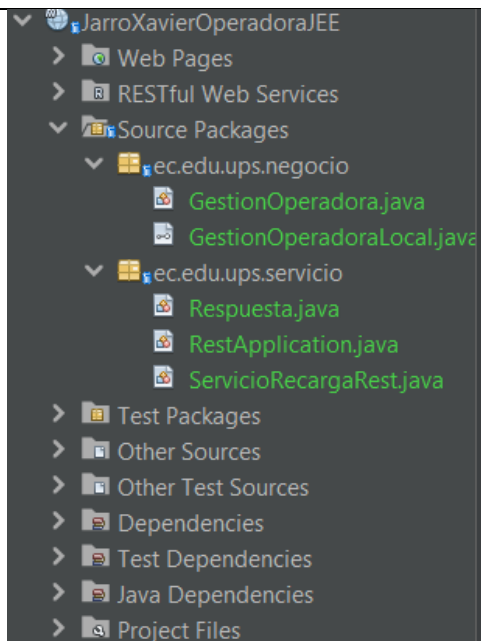 JarroXavierOperadoraJEE
Web Pages
RESTful Web Services
Source Packages
ec.edu.ups.negocio
GestionOperadora.java
GestionOperadoraLocal.java
ec.edu.ups.servicio
Respuesta.java
RestApplication.java
ServicioRecargaRest.java
Test Packages
Other Sources
Other Test Sources
Dependencies
Test Dependencies
Java Dependencies
Project Files